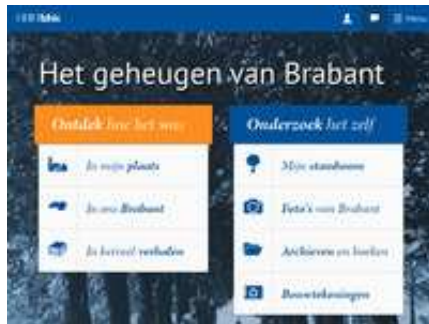 Menu
Het geheugen van Brabant
Ontdek hoe het was
In mijn plaats
In ons Brabant
In beread verhalen
Onderzoek het zelf
Mijn stamboom
Foto's van Brabant
Archieven en boeken
Bouwtekeningen